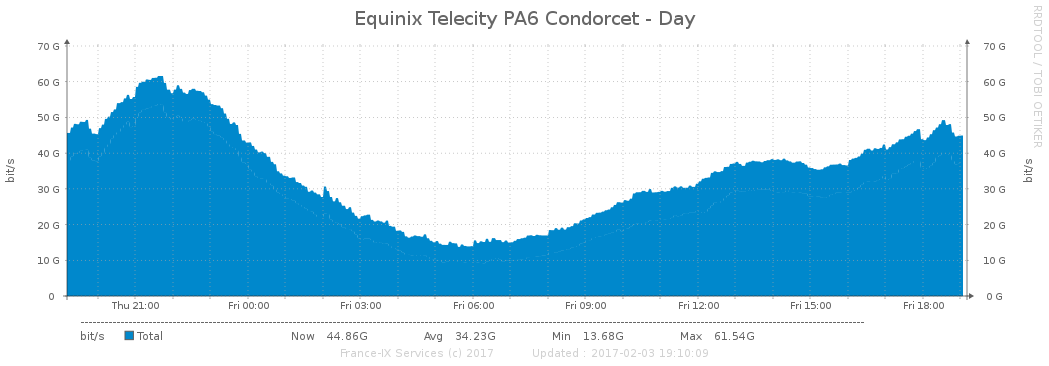 Equinix Telecity PA6 Condorcet - Day
RRDTOOL / TOBI OETIKER
bit/s
bit/s
70 G 70 G
60 G 60 G
50 G 50 G
40 G 40 G
30 G 30 G
20 G 20 G
10 G 10 G
0 0 G
Thu 21:00 Fri 00:00 Fri 03:00 Fri 06:00 Fri 09:00 Fri 12:00 Fri 15:00 Fri 18:00
bit/s Total Now 44.86G Avg 34.23G Min 13.68G Max 61.54G
France-IX Services (c) 2017 Updated : 2017-02-03 19:10:09